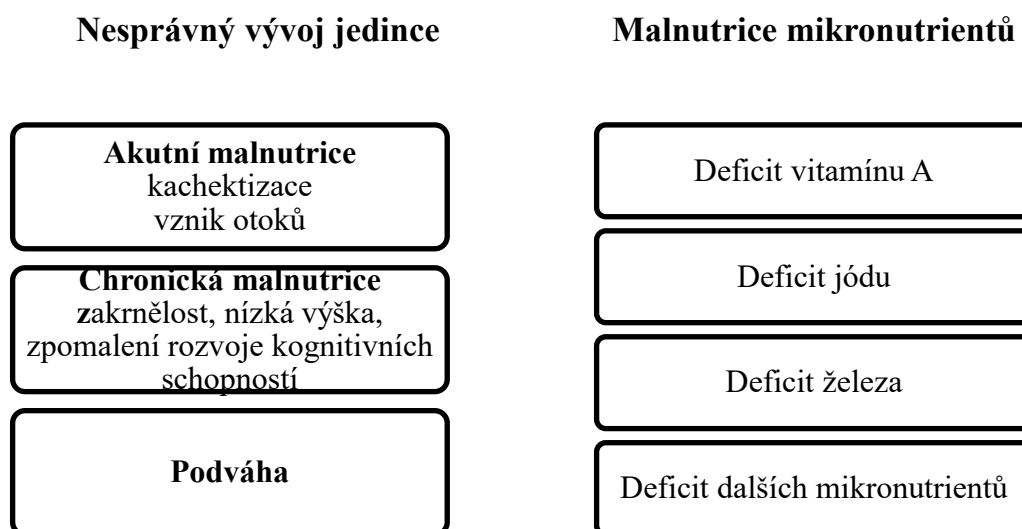 Nesprávný vývoj jedince
Akutní malnutrice
kachektizace
vznik otoků
Chronická malnutrice
zakrnělost, nízká výška,
zpomalení rozvoje kognitivních
schopností
Podváha
Malnutrice mikronutrientů
Deficit vitamínu A
Deficit jódu
Deficit železa
Deficit dalších mikronutrientů